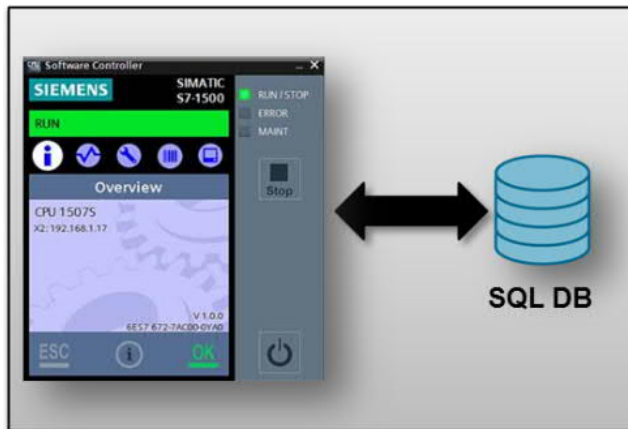 Software Controller
SIEMENS
SIMATIC
S7-1500
RUN
RUN / STOP
ERROR
MAINT
Stop
Overview
CPU 1507S
X2: 192.168.1.17
V 1.0.0
6ES7 672-7AC00-0YA0
ESC
i
OK
SQL DB